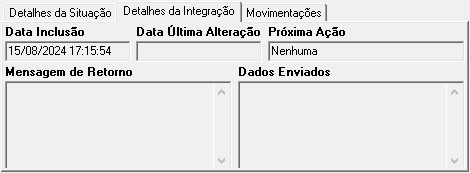 Detalhes da Situação Detalhes da Integração Movimentações
Data Inclusão Data Última Alteração Próxima Ação
15/08/2024 17:15:54 Nenhuma
Mensagem de Retorno Dados Enviados